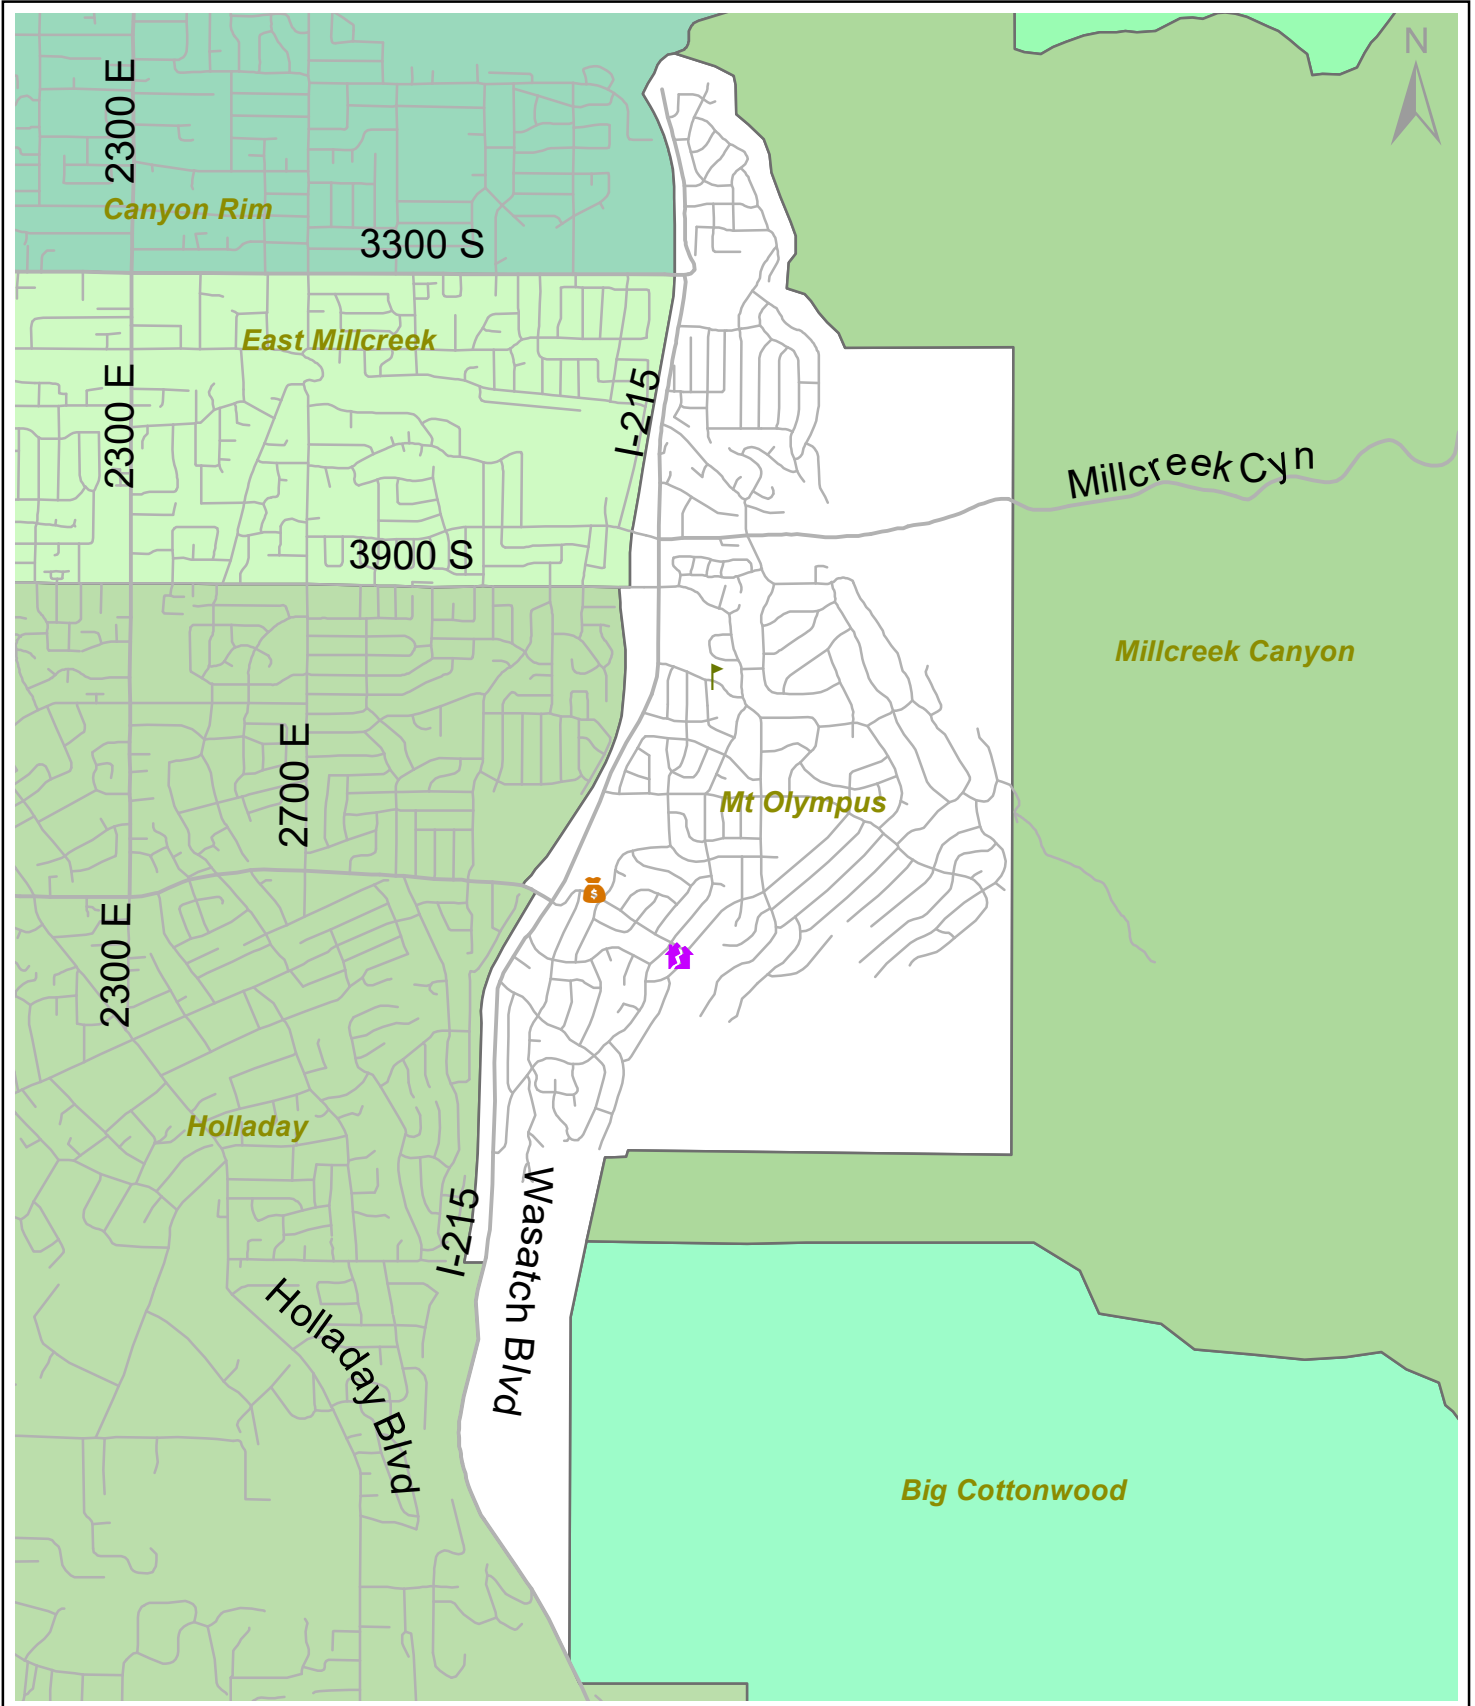 N
2300 E
Canyon Rim
3300 S
East Millcreek
2300 E
I-215
Millcreek Cyn
3900 S
Millcreek Canyon
2700 E
Mt Olympus
$
2300 E
Holladay
I-215
Wasatch Blvd
Holladay Blvd
Big Cottonwood